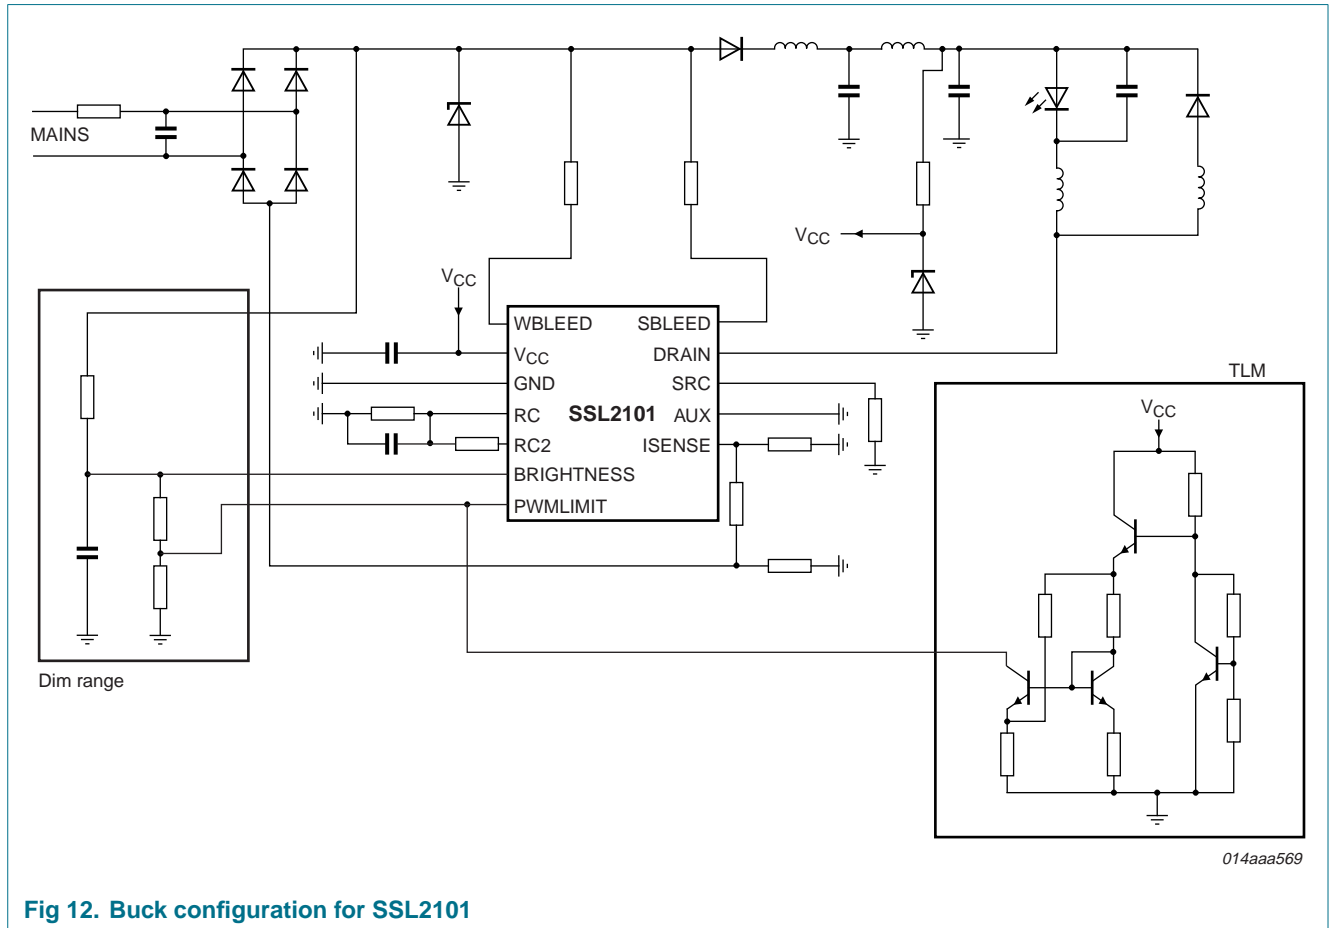 MAINS
VCC
VCC
WBLEED SBLEED
VCC DRAIN
GND SRC
RC SSL2101 AUX
RC2 ISENSE
BRIGHTNESS
PWMLIMIT
TLM
VCC
Dim range
014aaa569
Fig 12. Buck configuration for SSL2101